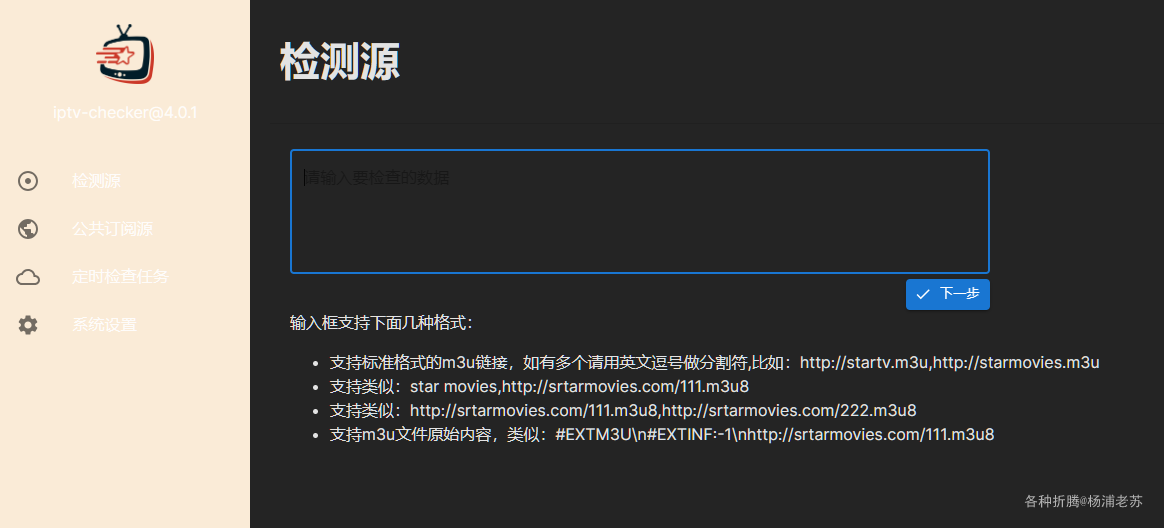 iptv-checker@4.0.1
检测源
公共订阅源
定时检查任务
系统设置
检测源
请输入要检查的数据
下一步
输入框支持下面几种格式：
支持标准格式的m3u链接，如有多个请用英文逗号做分割符,比如：http://startv.m3u,http://starmovies.m3u
支持类似：star movies,http://srtarmovies.com/111.m3u8
支持类似：http://srtarmovies.com/111.m3u8,http://srtarmovies.com/222.m3u8
支持m3u文件原始内容，类似：#EXTM3U\n#EXTINF:-1\nhttp://srtarmovies.com/111.m3u8
各种折腾@杨浦老苏